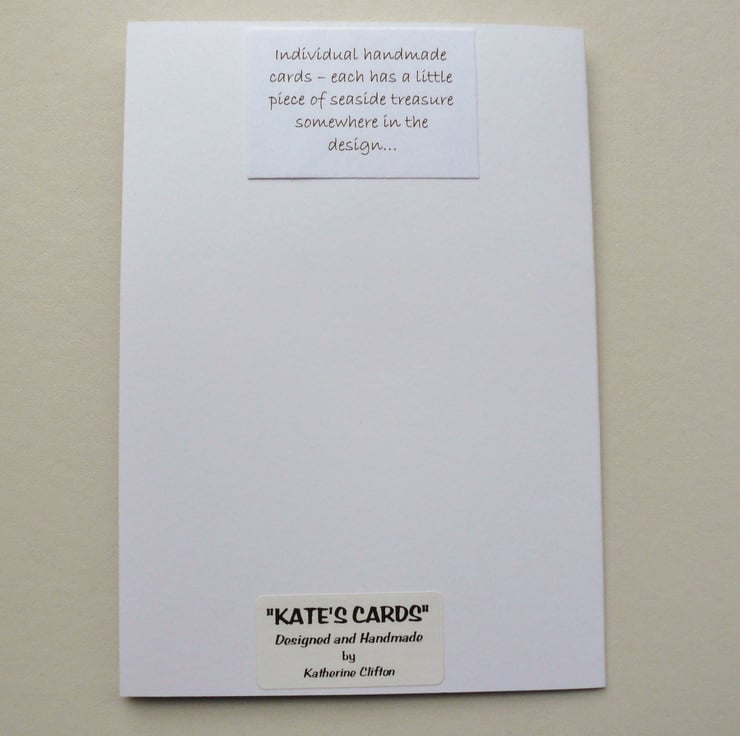 Individual handmade
cards – each has a little
piece of seaside treasure
somewhere in the
design...
"KATE'S CARDS"
Designed and Handmade
by
Katherine Clifton